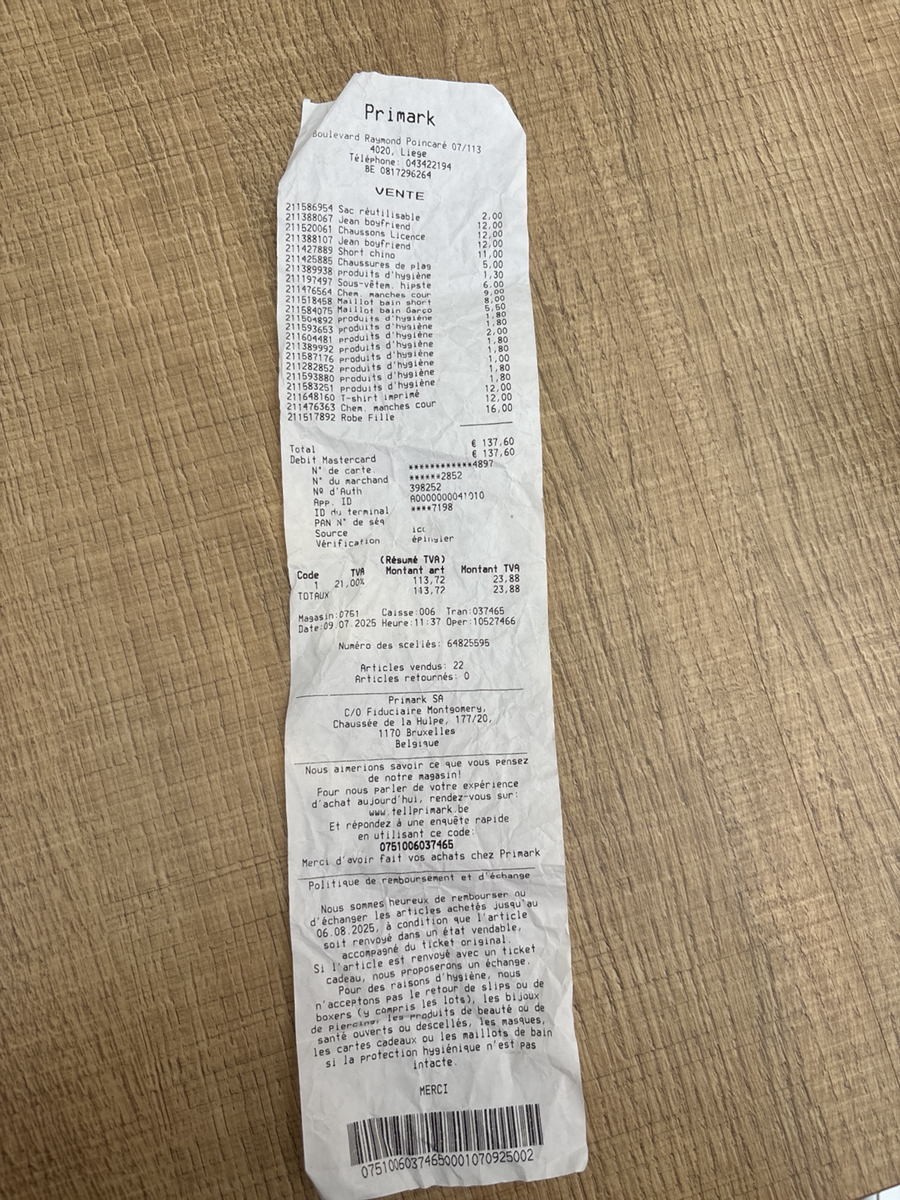 Primark
Boulevard Raymond Poincaré 07/113
4020, Liege
Téléphone: 043422194
BE 0817296264
VENTE
211586954 Sac réutilisable 2,00
211388067 Jean boyfriend 12,00
211520061 Chaussons Licence 12,00
211388107 Jean boyfriend 12,00
211427889 Short chino 11,00
211425885 Chaussures de plag 5,00
211389938 produits d'hygiène 1,30
211197497 Sous-vêtem. hipste 6,00
211476564 Chem. manches cour 9,00
211518458 Maillot bain short 8,00
211584075 Maillot bain Garço 5,50
211504892 produits d'hygiène 1,80
211593653 produits d'hygiène 1,80
211604481 produits d'hygiène 2,00
211389992 produits d'hygiène 1,80
211587176 produits d'hygiène 1,80
211282852 produits d'hygiène 1,00
211593880 produits d'hygiène 1,80
211583251 produits d'hygiène 1,80
211648160 T-shirt imprimé 12,00
211476363 Chem. manches cour 12,00
211517892 Robe Fille 16,00
Total € 137,60
Debit Mastercard € 137,60
N° de carte. ************4897
N° du marchand ******2852
Nº d'Auth 398252
App. ID A0000000041010
ID du terminal ****7198
PAN N° de séq
Source icc
Vérification épingler
(Résumé TVA)
Code TVA Montant art Montant TVA
1 21,00% 113,72 23,88
TOTAUX 113,72 23,88
Magasin:0751 Caisse:006 Tran:037465
Date:09.07.2025 Heure:11:37 Oper:10527466
Numéro des scellés: 64825595
Articles vendus: 22
Articles retournés: 0
Primark SA
C/O Fiduciaire Montgomery,
Chaussée de la Hulpe, 177/20,
1170 Bruxelles
Belgique
Nous aimerions savoir ce que vous pensez
de notre magasin!
Pour nous parler de votre expérience
d'achat aujourd'hui, rendez-vous sur:
www.tellprimark.be
Et répondez à une enquête rapide
en utilisant ce code:
0751006037465
Merci d'avoir fait vos achats chez Primark
Politique de remboursement et d'échange
Nous sommes heureux de rembourser ou
d'échanger les articles achetés jusqu'au
06.08.2025, à condition que l'article
soit renvoyé dans un état vendable,
accompagné du ticket original.
Si l'article est renvoyé avec un ticket
cadeau, nous proposerons un échange.
Pour des raisons d'hygiène, nous
n'acceptons pas le retour de slips ou de
boxers (y compris les lots), les bijoux
de piercing, les produits de beauté ou de
santé ouverts ou descellés, les masques,
les cartes cadeaux ou les maillots de bain
si la protection hygiénique n'est pas
intacte.
MERCI
07510060374650001070925002